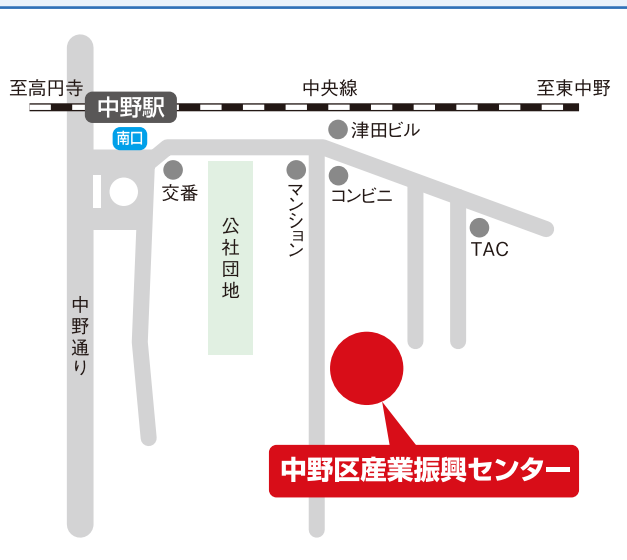 至高円寺
中央線
至東中野
中野駅
南口
津田ビル
交番
マンション
コンビニ
公社団地
TAC
中野通り
中野区産業振興センター